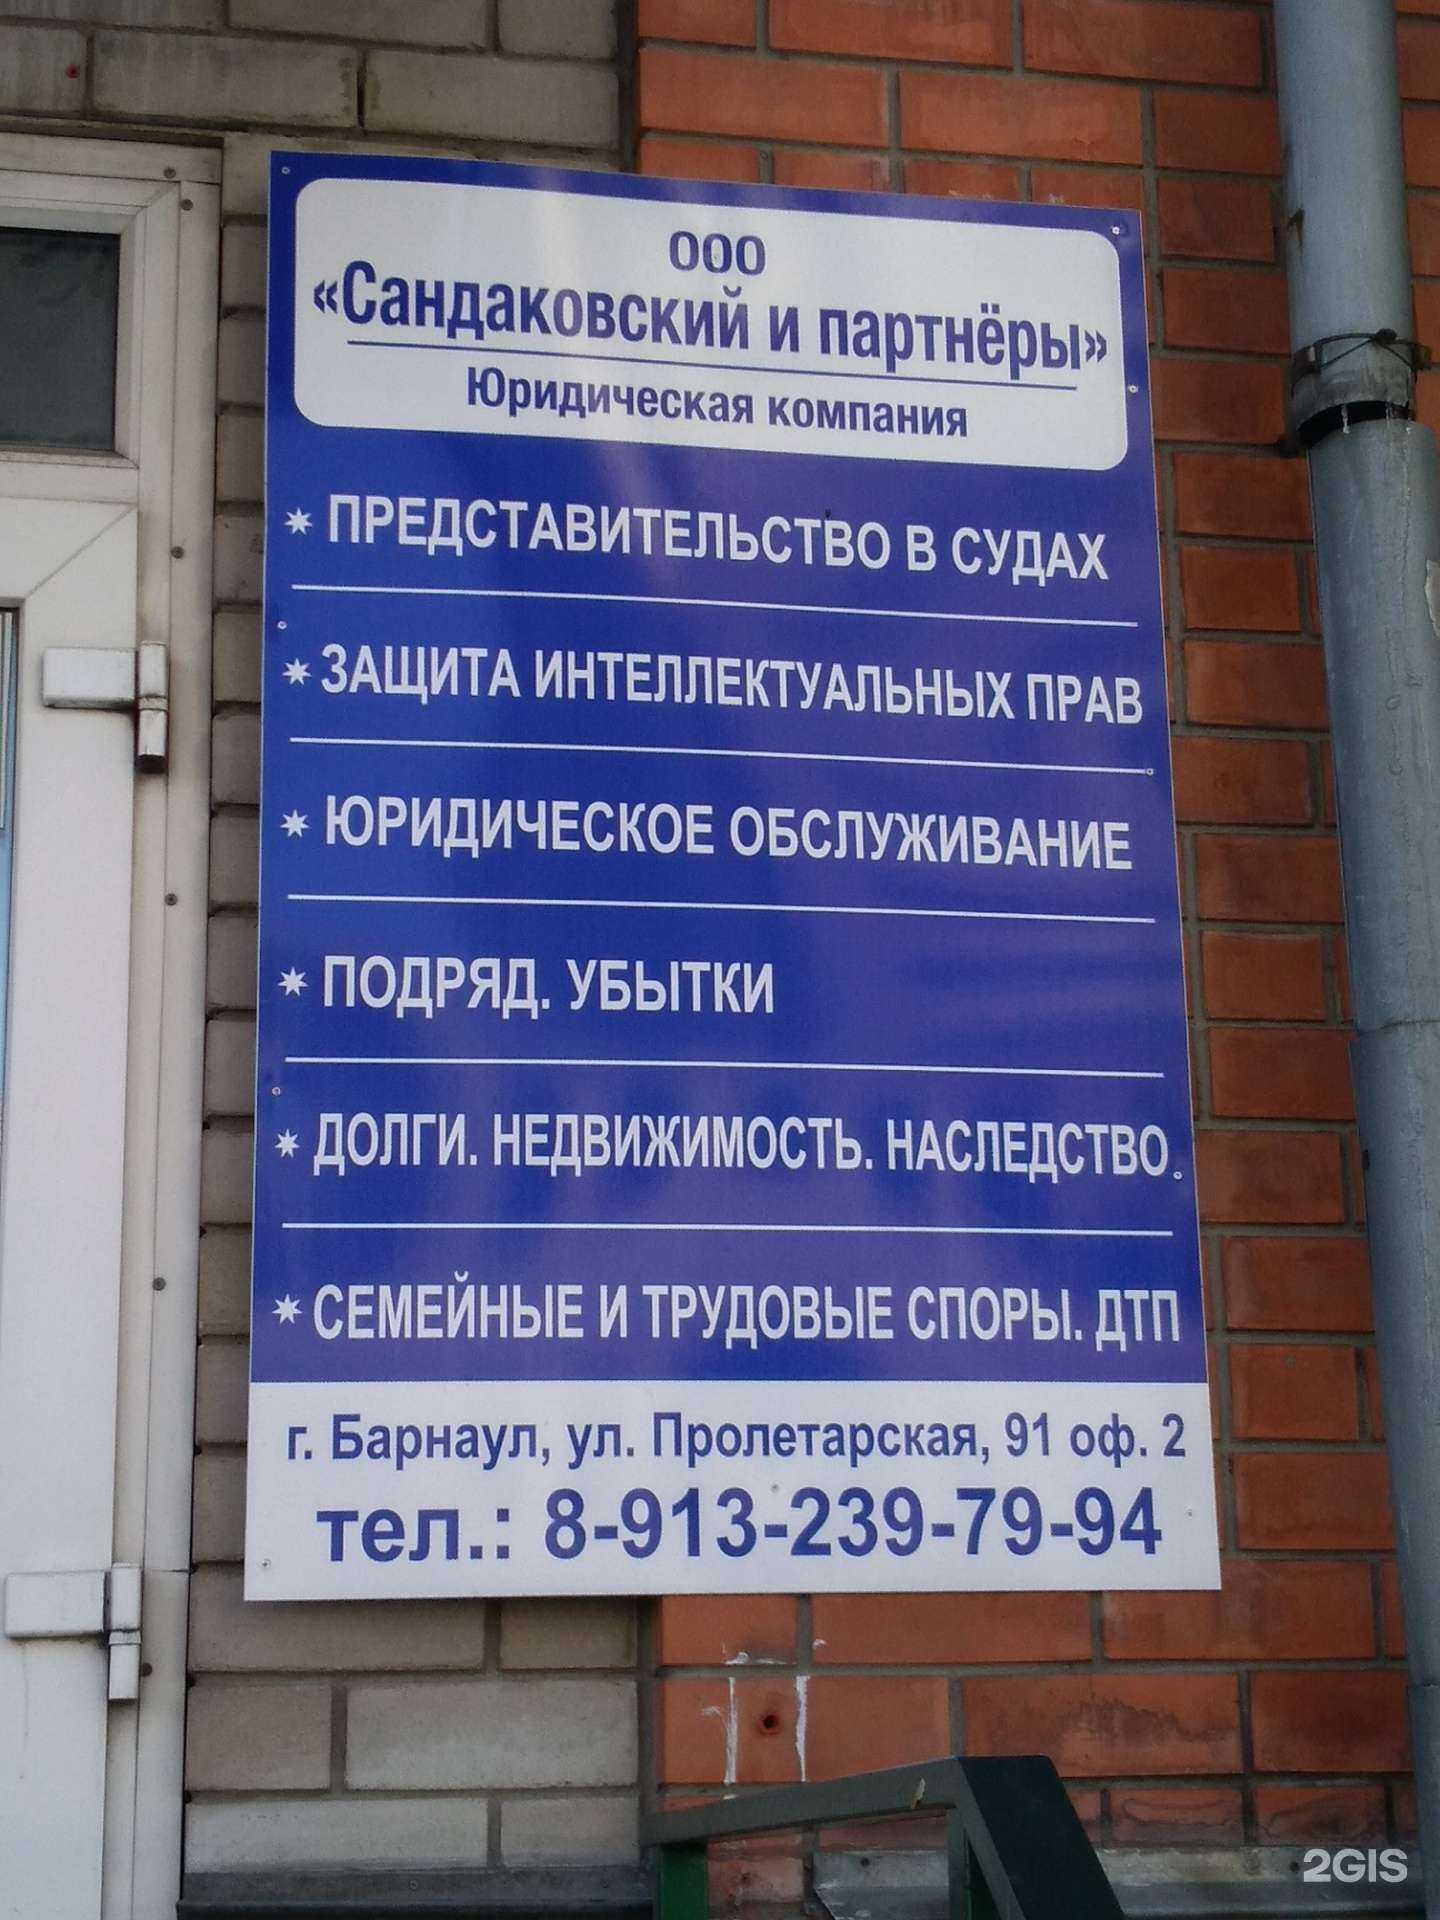 ООО
«Сандаковский и партнёры»
Юридическая компания
* ПРЕДСТАВИТЕЛЬСТВО В СУДАХ
* ЗАЩИТА ИНТЕЛЛЕКТУАЛЬНЫХ ПРАВ
* ЮРИДИЧЕСКОЕ ОБСЛУЖИВАНИЕ
* ПОДРЯД. УБЫТКИ
* ДОЛГИ. НЕДВИЖИМОСТЬ. НАСЛЕДСТВО.
* СЕМЕЙНЫЕ И ТРУДОВЫЕ СПОРЫ. ДТП
г. Барнаул, ул. Пролетарская, 91 оф. 2
тел.: 8-913-239-79-94
2GIS